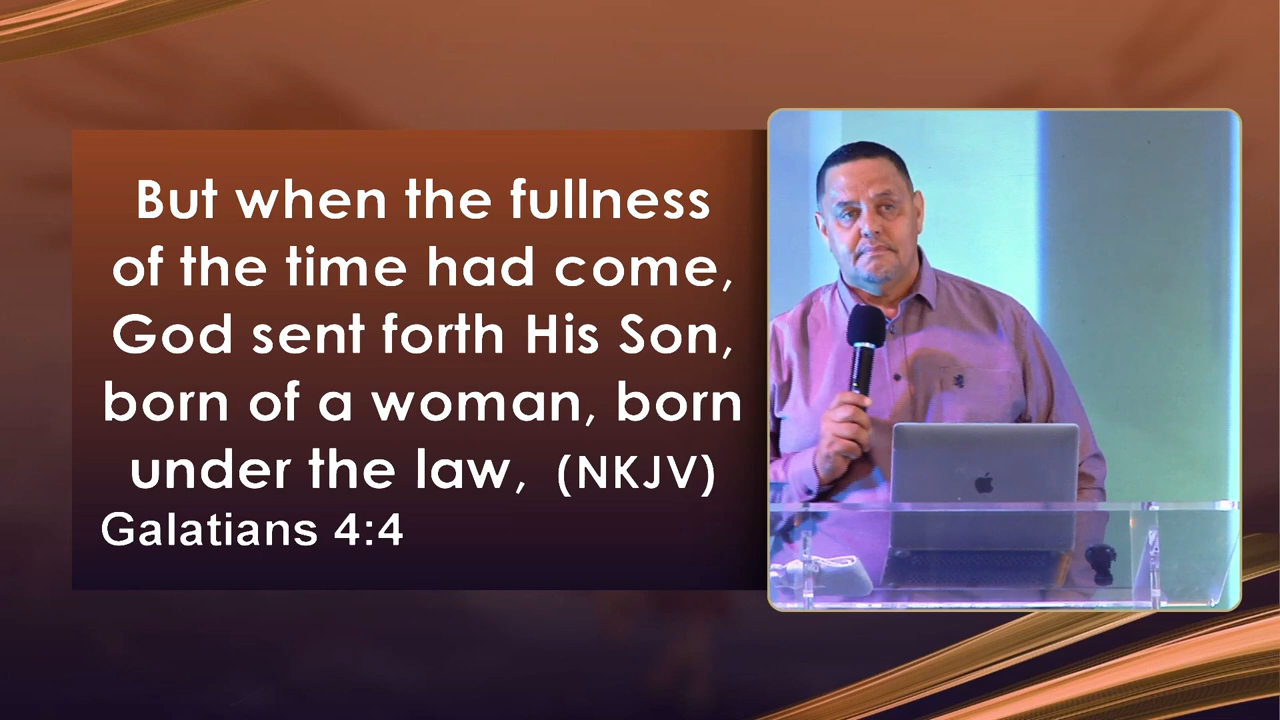 But when the fullness
of the time had come,
God sent forth His Son,
born of a woman, born
under the law, (NKJV)
Galatians 4:4